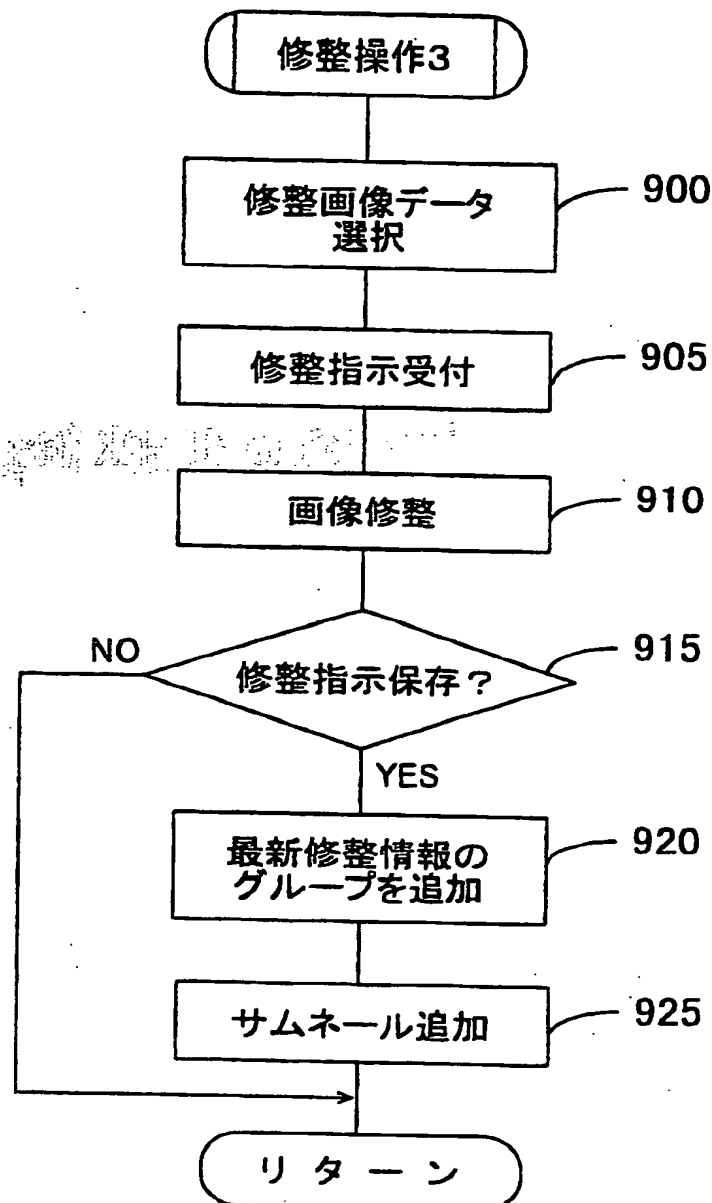 修整操作3
修整画像データ
選択
900
修整指示受付
905
画像修整
910
NO
修整指示保存?
915
YES
最新修整情報の
グループを追加
920
サムネール追加
925
リターン